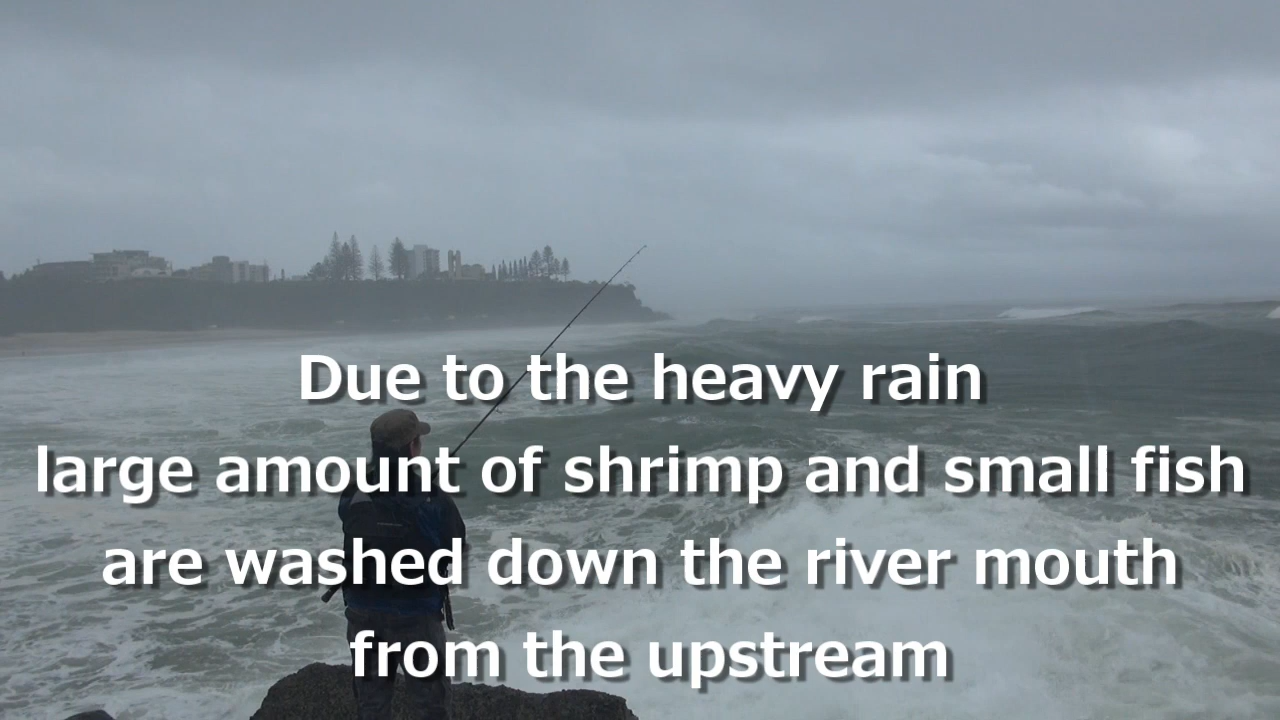 Due to the heavy rain
large amount of shrimp and small fish
are washed down the river mouth
from the upstream